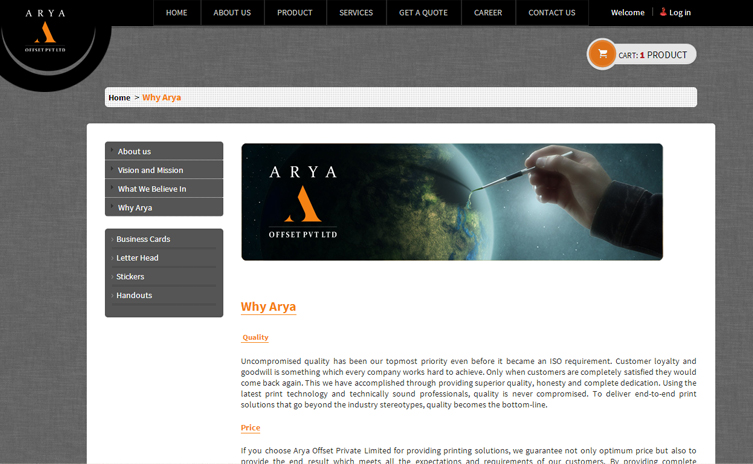 ARYA
OFFSET PVT LTD
HOME
ABOUT US
PRODUCT
SERVICES
GET A QUOTE
CAREER
CONTACT US
Welcome
Log in
CART: 1 PRODUCT
Home > Why Arya
About us
Vision and Mission
What We Believe In
Why Arya
Business Cards
Letter Head
Stickers
Handouts
ARYA
OFFSET PVT LTD
Why Arya
Quality
Uncompromised quality has been our topmost priority even before it became an ISO requirement. Customer loyalty and
goodwill is something which every company works hard to achieve. Only when customers are completely satisfied they would
come back again. This we have accomplished through providing superior quality, honesty and complete dedication. Using the
latest print technology and technically sound professionals, quality is never compromised. To deliver end-to-end print
solutions that go beyond the industry stereotypes, quality becomes the bottom-line.
Price
If you choose Arya Offset Private Limited for providing printing solutions, we guarantee not only optimum price but also to
provide the end result which meets all the expectations and requirements of our customers. By providing complete